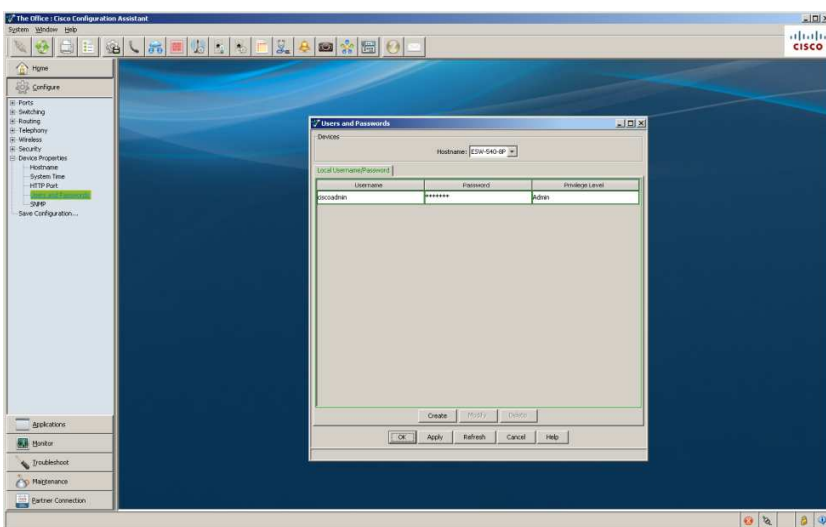 The Office : Cisco Configuration Assistant
System Window Help
CISCO
Home
Configure
Ports
Switching
Routing
Telephony
Wireless
Security
Device Properties
Hostname
System Time
HTTP Port
Users and Passwords
SNMP
Save Configuration...
Applications
Monitor
Troubleshoot
Maintenance
Partner Connection
Users and Passwords
Devices
Hostname: ESW-540-8P
Local Username/Password
Username Password Privilege Level
ciscoadmin ******* Admin
Create Modify Delete
OK Apply Refresh Cancel Help